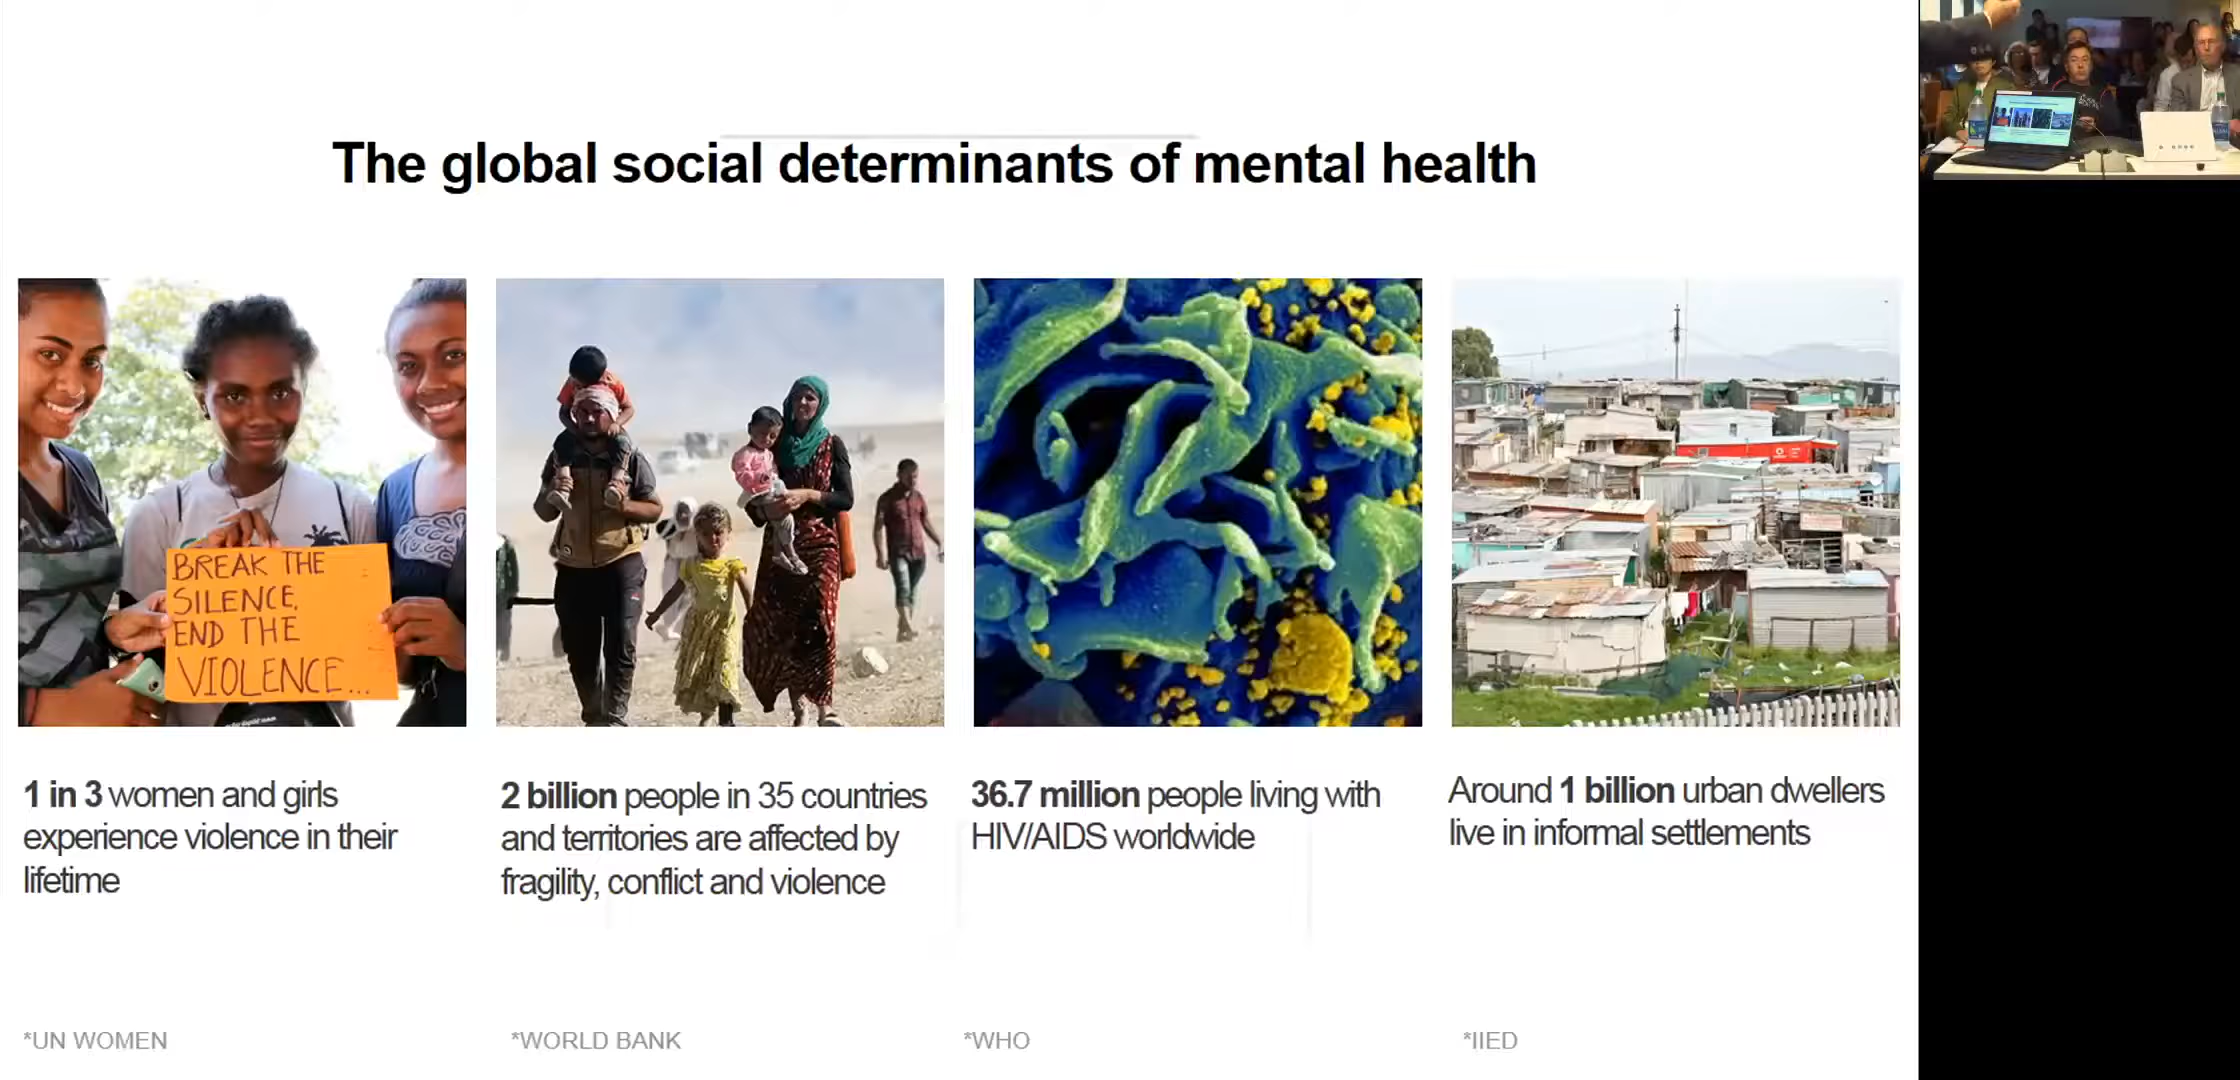 The global social determinants of mental health
BREAK THE
SILENCE,
END THE
VIOLENCE...
1 in 3 women and girls
experience violence in their
lifetime
2 billion people in 35 countries
and territories are affected by
fragility, conflict and violence
36.7 million people living with
HIV/AIDS worldwide
Around 1 billion urban dwellers
live in informal settlements
*UN WOMEN
*WORLD BANK
*WHO
*IIED